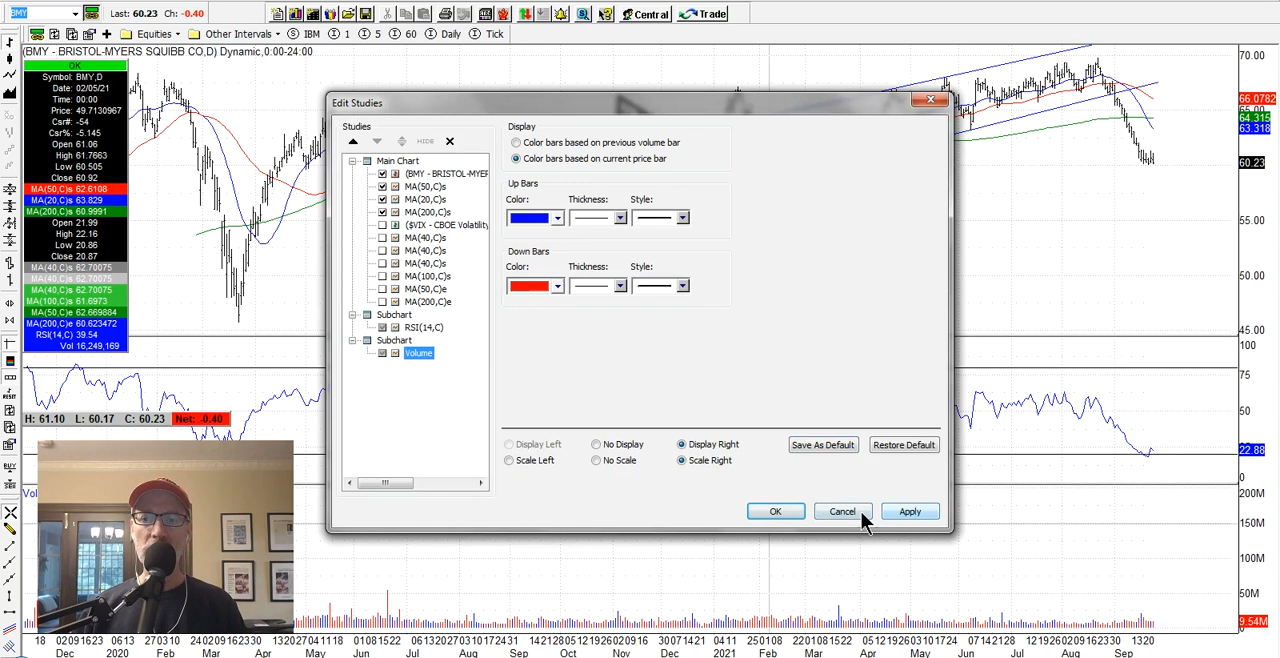 BMY Last: 60.23 Ch: -0.40 Central Trade
Equities Other Intervals IBM 1 5 60 Daily Tick
(BMY - BRISTOL-MYERS SQUIBB CO,D) Dynamic,0:00-24:00
OK
Symbol: BMY,D
Date: 02/05/21
Time: 00:00
Price: 49.7130967
Csr#: -54
Csr%: -5.145
Open 61.06
High 61.7663
Low 60.505
Close 60.92
MA(50,C)s 62.6108
MA(20,C)s 63.829
MA(200,C)s 60.9991
Open 21.99
High 22.16
Low 20.86
Close 20.87
MA(40,C)s 62.70075
MA(40,C)s 62.70075
MA(40,C)s 62.70075
MA(100,C)s 61.6973
MA(50,C)e 62.669884
MA(200,C)e 60.623472
RSI(14,C) 39.54
Vol 16,249,169
H: 61.10 L: 60.17 C: 60.23 Net: -0.40
Edit Studies
Studies
HIDE
Main Chart
(BMY - BRISTOL-MYER
MA(50,C)s
MA(20,C)s
MA(200,C)s
($VIX - CBOE Volatility
MA(40,C)s
MA(40,C)s
MA(40,C)s
MA(100,C)s
MA(50,C)e
MA(200,C)e
Subchart
RSI(14,C)
Subchart
Volume
Display
Color bars based on previous volume bar
Color bars based on current price bar
Up Bars
Color: Thickness: Style:
Down Bars
Color: Thickness: Style:
Display Left No Display Display Right Save As Default Restore Default
Scale Left No Scale Scale Right
OK Cancel Apply
70.00
66.0782
64.315
63.318
60.23
55.00
50.00
45.00
100
75
50
22.88
0
200M
150M
100M
50M
9.54M
Dec 2020 Feb Mar Apr May Jun Jul Aug Sep Oct Nov Dec 2021 Feb Mar Apr May Jun Jul Aug Sep